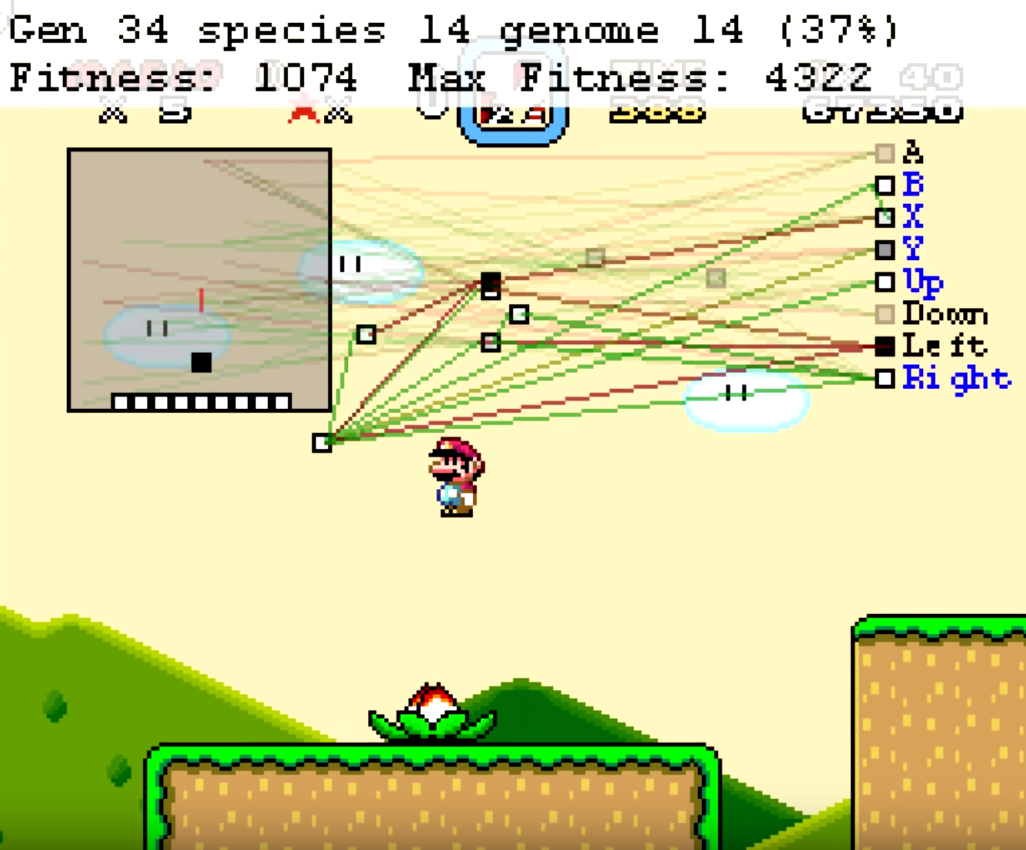 Gen 34 species 14 genome 14 (37%)
Fitness: 1074 Max Fitness: 4322
A
B
X
Y
Up
Down
Left
Right